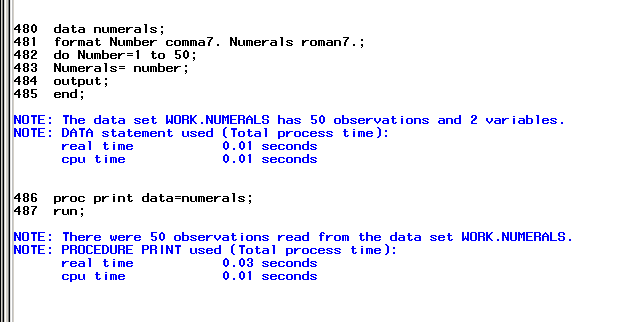 480  data numerals;
481  format Number comma7. Numerals roman7.;
482  do Number=1 to 50;
483  Numerals= number;
484  output;
485  end;
NOTE: The data set WORK.NUMERALS has 50 observations and 2 variables.
NOTE: DATA statement used (Total process time):
      real time           0.01 seconds
      cpu time            0.01 seconds
486  proc print data=numerals;
487  run;
NOTE: There were 50 observations read from the data set WORK.NUMERALS.
NOTE: PROCEDURE PRINT used (Total process time):
      real time           0.03 seconds
      cpu time            0.01 seconds